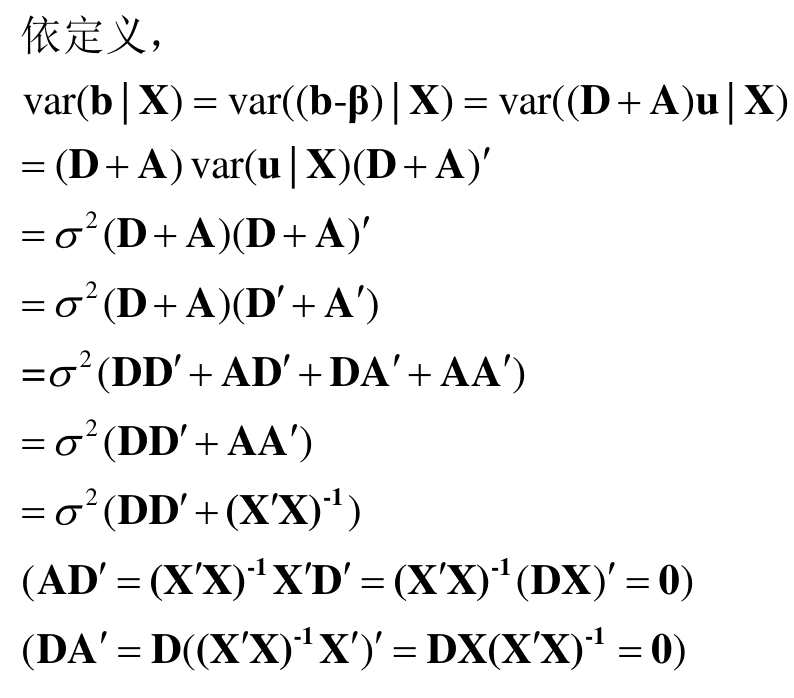 依定义，
var(b | X) = var((b-β) | X) = var((D + A)u | X)
= (D + A) var(u | X)(D + A)′
= σ²(D + A)(D + A)′
= σ²(D + A)(D′ + A′)
=σ²(DD′ + AD′ + DA′ + AA′)
= σ²(DD′ + AA′)
= σ²(DD′ + (X′X)⁻¹)
(AD′ = (X′X)⁻¹X′D′ = (X′X)⁻¹(DX)′ = 0)
(DA′ = D((X′X)⁻¹X′)′ = DX(X′X)⁻¹ = 0)